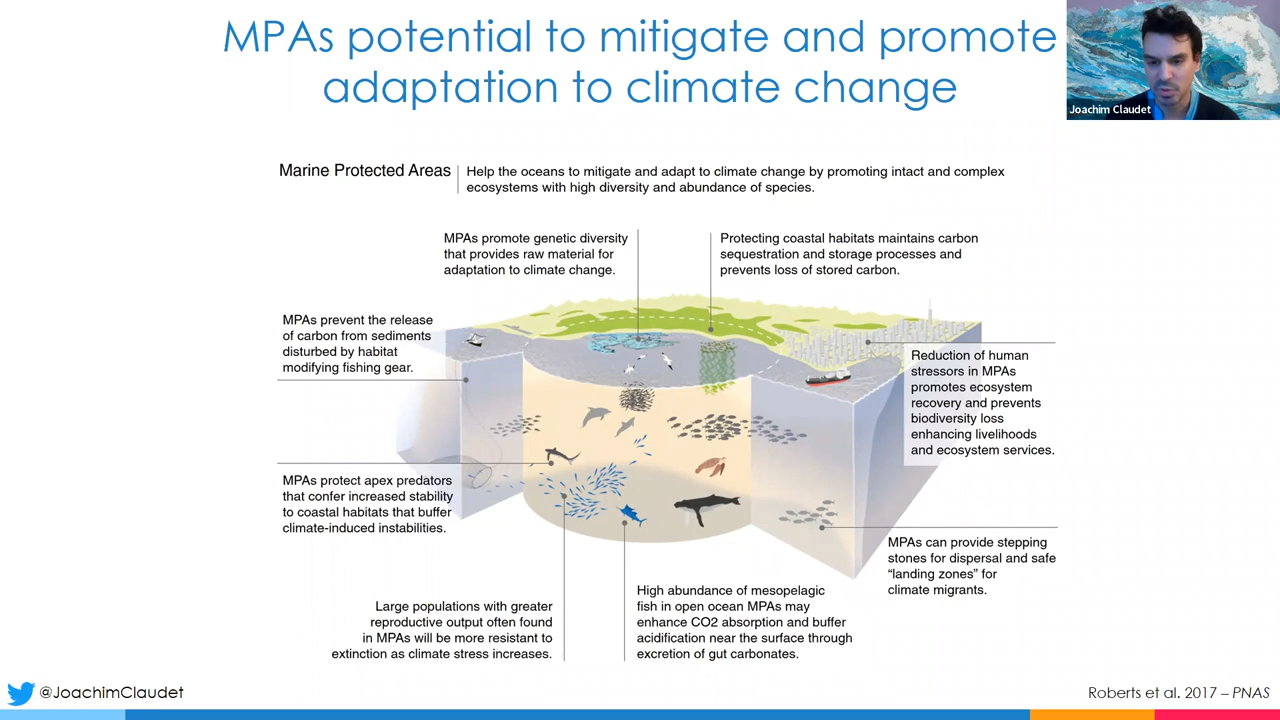 MPAs potential to mitigate and promote
adaptation to climate change
Joachim Claudet
Marine Protected Areas
Help the oceans to mitigate and adapt to climate change by promoting intact and complex
ecosystems with high diversity and abundance of species.
MPAs promote genetic diversity
that provides raw material for
adaptation to climate change.
Protecting coastal habitats maintains carbon
sequestration and storage processes and
prevents loss of stored carbon.
MPAs prevent the release
of carbon from sediments
disturbed by habitat
modifying fishing gear.
Reduction of human
stressors in MPAs
promotes ecosystem
recovery and prevents
biodiversity loss
enhancing livelihoods
and ecosystem services.
MPAs protect apex predators
that confer increased stability
to coastal habitats that buffer
climate-induced instabilities.
MPAs can provide stepping
stones for dispersal and safe
“landing zones” for
climate migrants.
Large populations with greater
reproductive output often found
in MPAs will be more resistant to
extinction as climate stress increases.
High abundance of mesopelagic
fish in open ocean MPAs may
enhance CO2 absorption and buffer
acidification near the surface through
excretion of gut carbonates.
@JoachimClaudet
Roberts et al. 2017 – PNAS